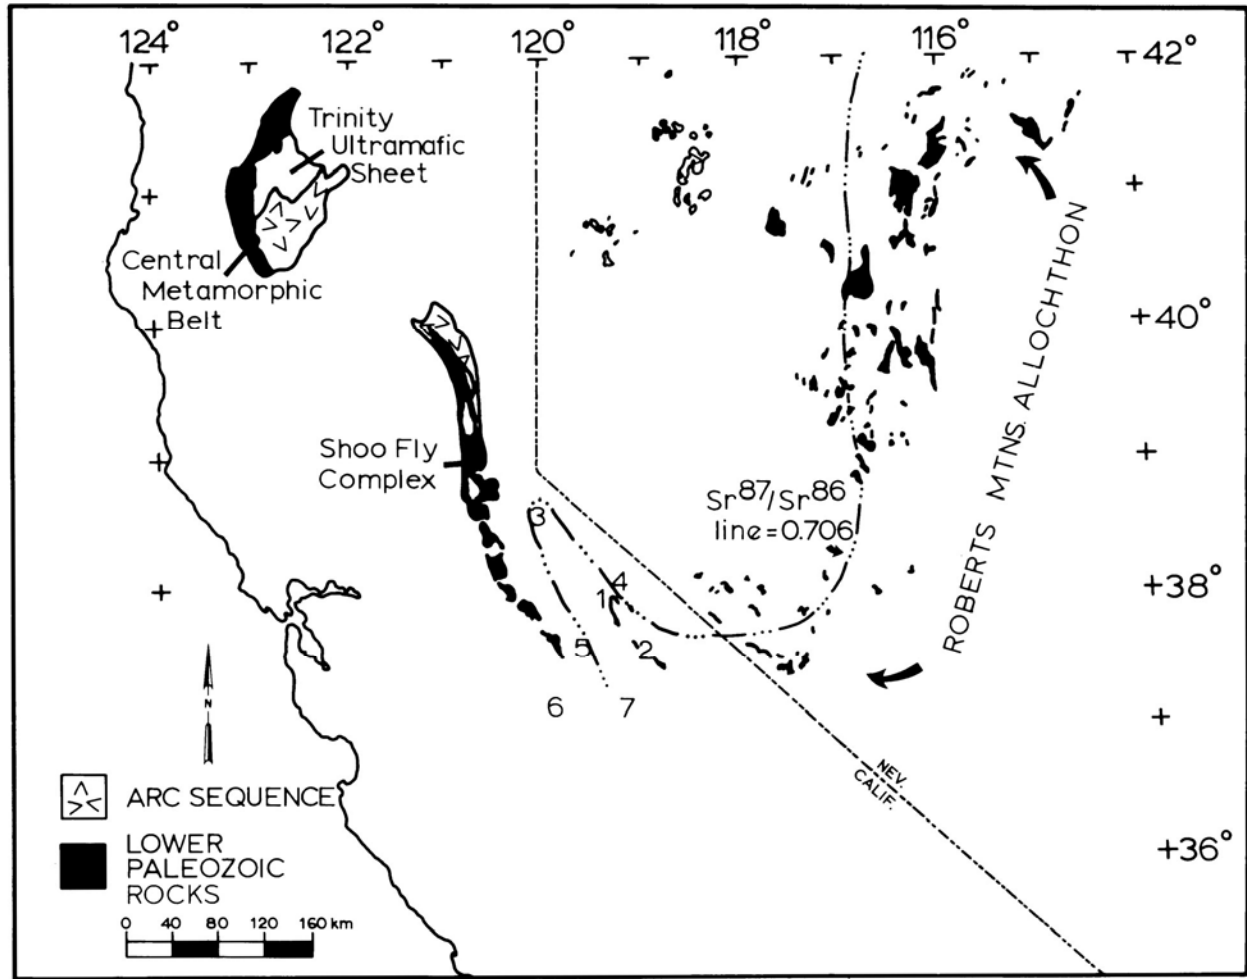 124° 122° 120° 118° 116° 42°
Trinity
Ultramafic
Sheet
Central
Metamorphic
Belt
40°
ROBERTS MTNS. ALLOCHTHON
Shoo Fly
Complex
Sr87/Sr86
line=0.706
3
38°
4
1
5 2
6 7
N
NEV.
CALIF.
ARC SEQUENCE
LOWER
PALEOZOIC
ROCKS
36°
0 40 80 120 160 km